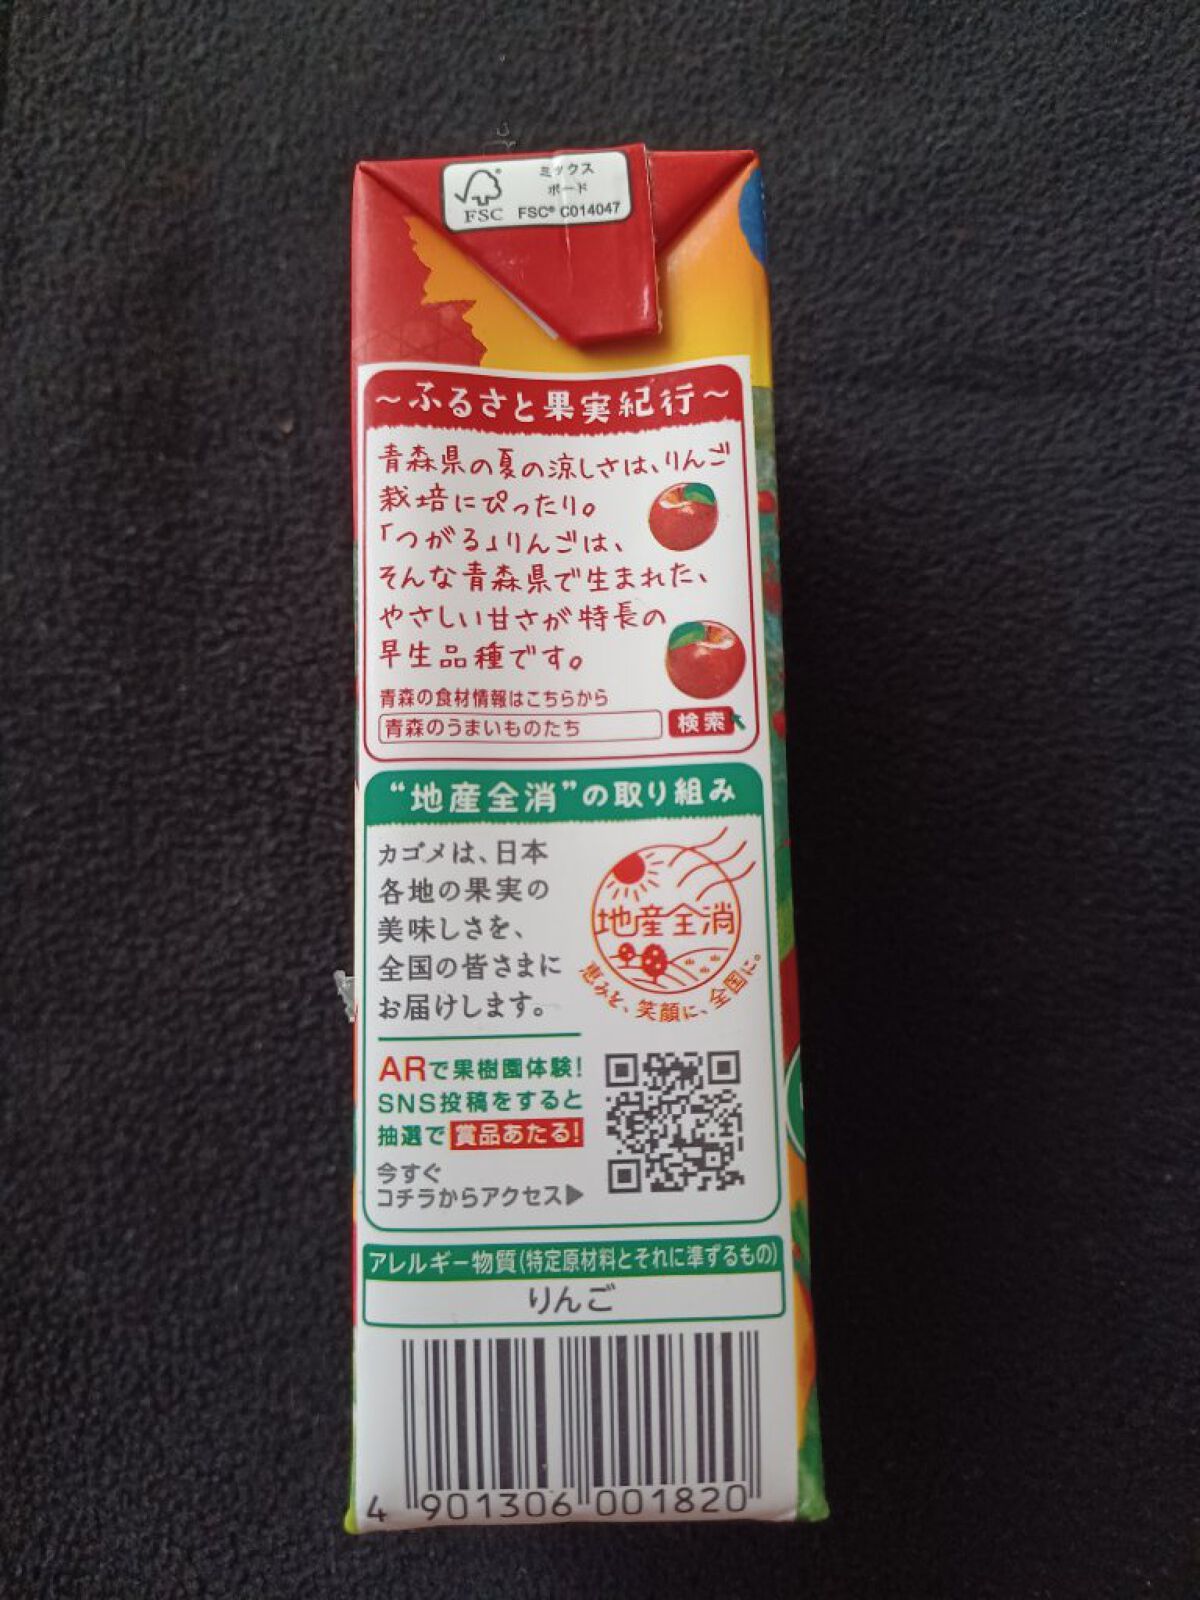 ミックス
ボード
FSC
FSC® C014047
～ふるさと果実紀行～
青森県の夏の涼しさは、りんご
栽培にぴったり。
「つがる」りんごは、
そんな青森県で生まれた、
やさしい甘さが特長の
早生品種です。
青森の食材情報はこちらから
青森のうまいものたち 検索
“地産全消”の取り組み
カゴメは、日本
各地の果実の
美味しさを、
全国の皆さまに
お届けします。
地産全消
恵みを、笑顔に、全国に。
ARで果樹園体験!
SNS投稿をすると
抽選で 賞品あたる!
今すぐ
コチラからアクセス▶
アレルギー物質(特定原材料とそれに準ずるもの)
りんご
4 901306 001820